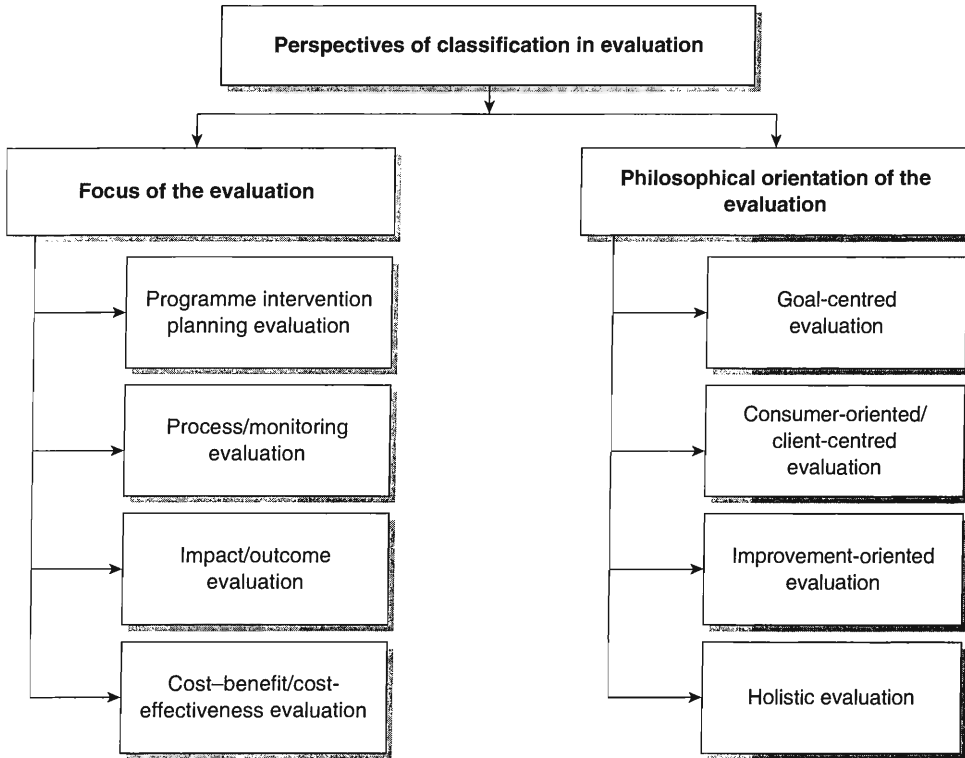 Perspectives of classification in evaluation
Focus of the evaluation
Programme intervention
planning evaluation
Process/monitoring
evaluation
Impact/outcome
evaluation
Cost–benefit/cost-
effectiveness evaluation
Philosophical orientation of the
evaluation
Goal-centred
evaluation
Consumer-oriented/
client-centred
evaluation
Improvement-oriented
evaluation
Holistic evaluation